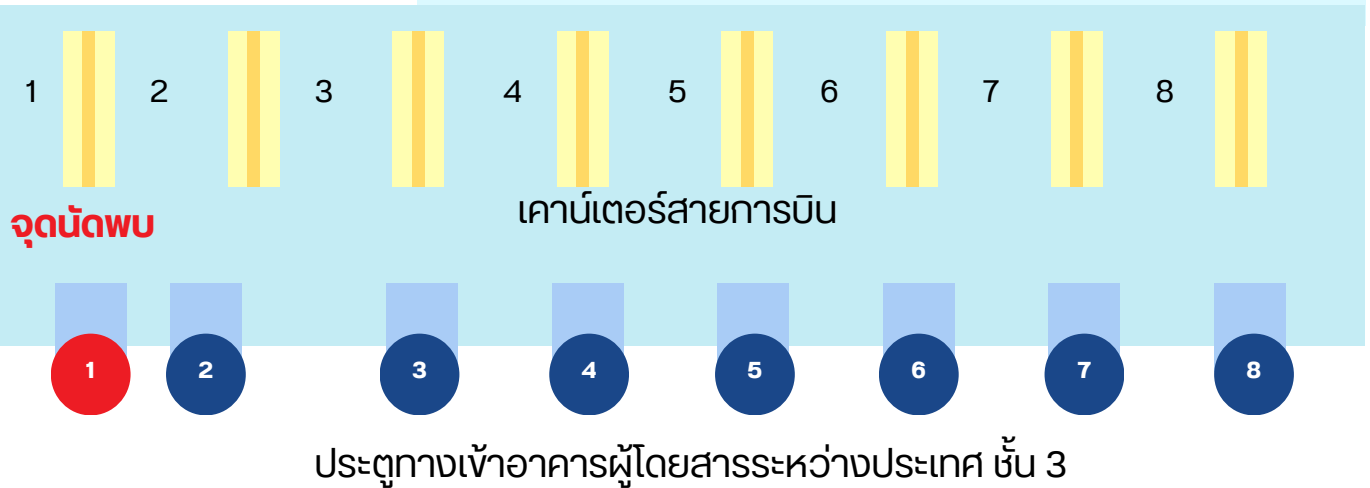 1 2 3 4 5 6 7 8
เคาน์เตอร์สายการบิน
จุดนัดพบ
1 2 3 4 5 6 7 8
ประตูทางเข้าอาคารผู้โดยสารระหว่างประเทศ ชั้น 3